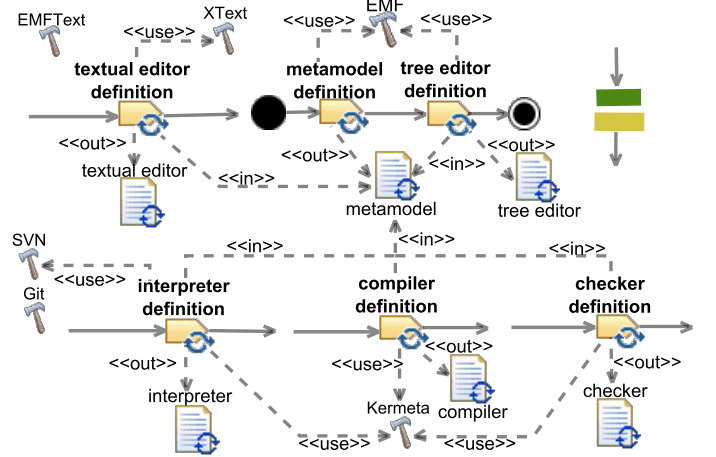 EMFText
<<use>>
XText
<<use>>
EMF
<<use>>
textual editor
definition
metamodel
definition
tree editor
definition
<<out>>
<<out>>
<<in>>
<<out>>
textual editor
<<in>>
metamodel
tree editor
SVN
<<in>>
<<in>>
<<in>>
<<use>>
Git
interpreter
definition
compiler
definition
checker
definition
<<out>>
<<use>>
<<out>>
<<out>>
interpreter
Kermeta
compiler
checker
<<use>>
<<use>>